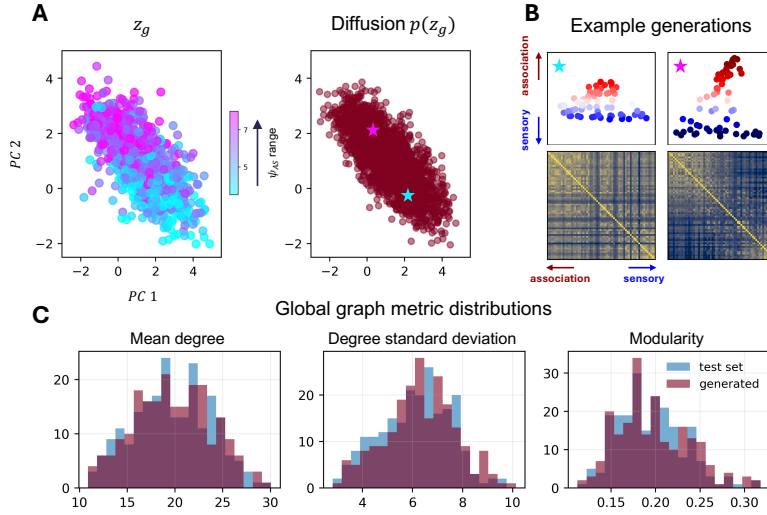 A
z_g
Diffusion p(z_g)
B
Example generations
4
3
2
1
0
−1
−2
PC 2
−2
0
2
4
PC 1
7
5
ψ_AS range
4
2
0
−2
−2
0
2
4
association
sensory
association
sensory
C
Global graph metric distributions
Mean degree
Degree standard deviation
Modularity
20
10
0
10
15
20
25
30
20
10
0
4
6
8
10
test set
generated
30
20
10
0
0.15
0.20
0.25
0.30